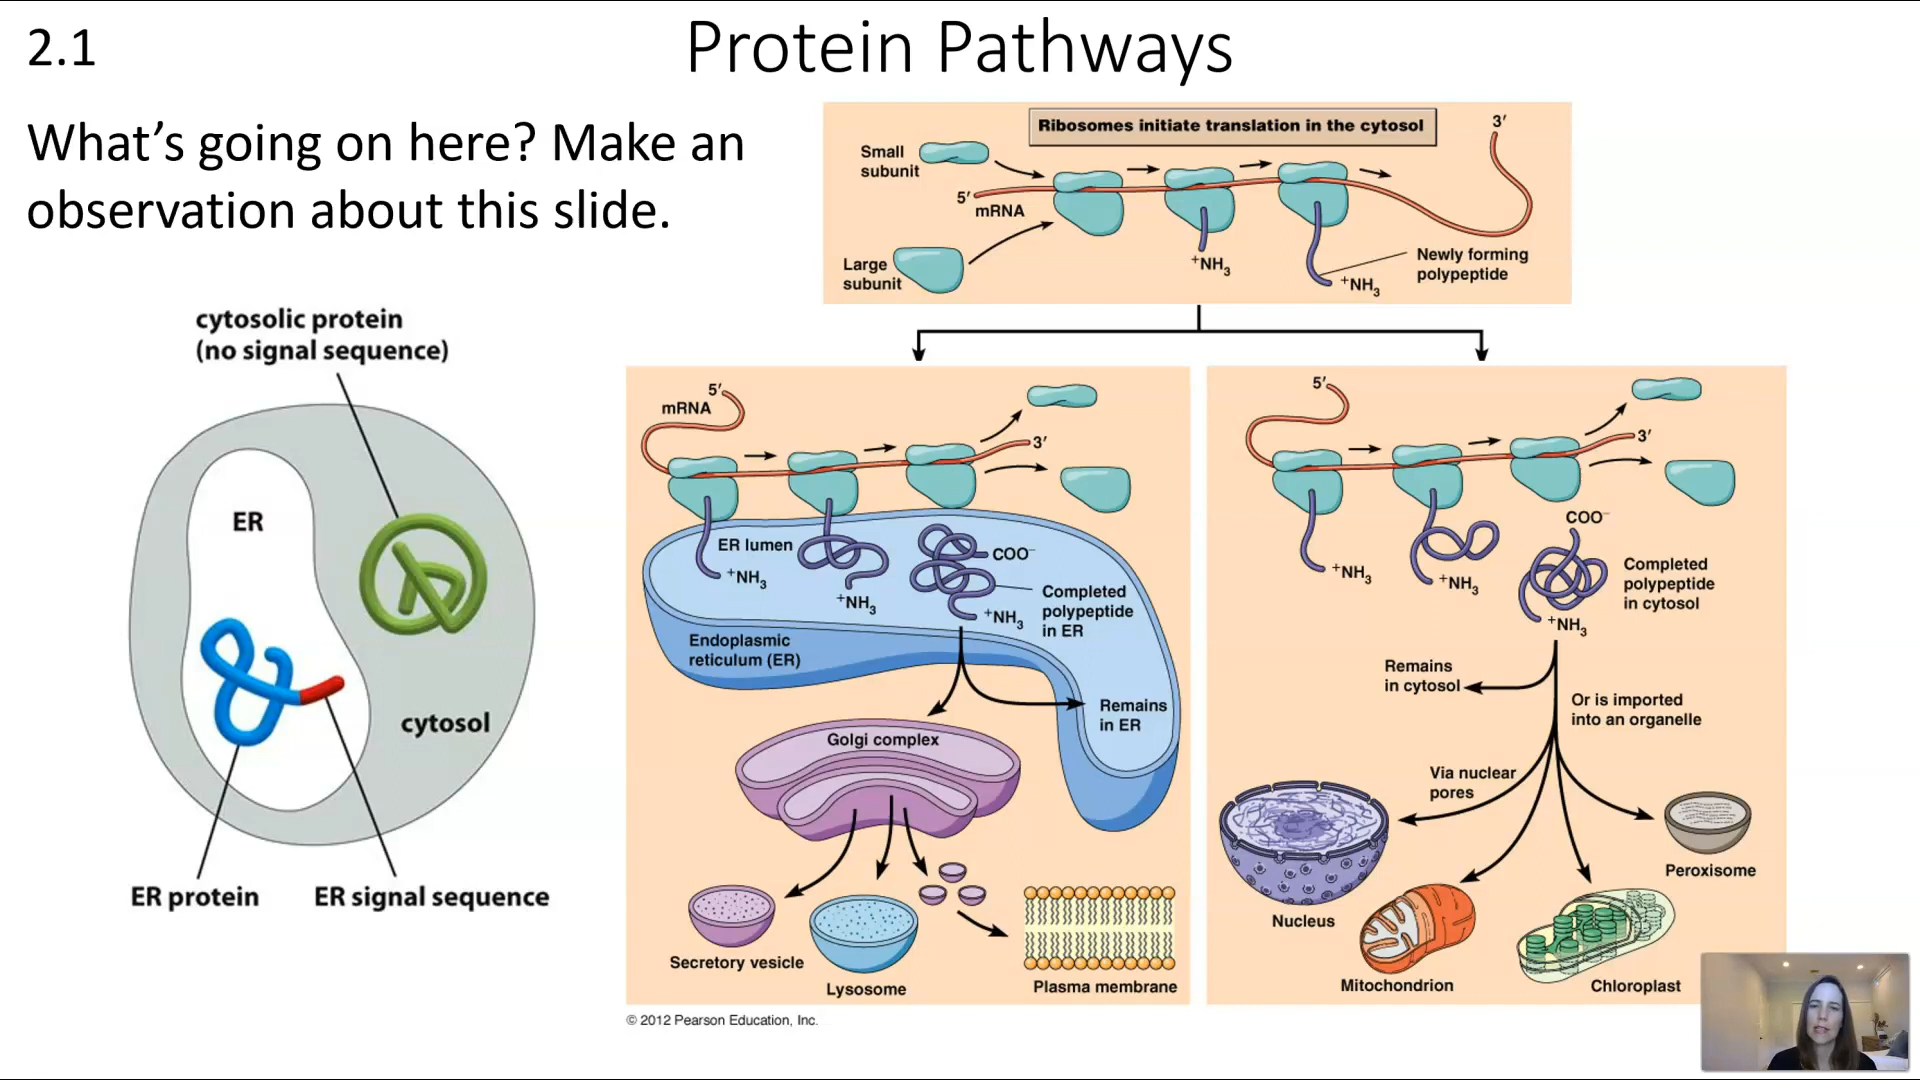 2.1
Protein Pathways
What’s going on here? Make an
observation about this slide.
cytosolic protein
(no signal sequence)
ER
cytosol
ER protein
ER signal sequence
Ribosomes initiate translation in the cytosol
Small
subunit
5′
mRNA
3′
Large
subunit
+NH3
+NH3
Newly forming
polypeptide
5′
mRNA
3′
ER lumen
+NH3
+NH3
COO−
+NH3
Completed
polypeptide
in ER
Endoplasmic
reticulum (ER)
Remains
in ER
Golgi complex
Secretory vesicle
Lysosome
Plasma membrane
5′
3′
+NH3
+NH3
COO−
+NH3
Completed
polypeptide
in cytosol
Remains
in cytosol
Or is imported
into an organelle
Via nuclear
pores
Nucleus
Mitochondrion
Chloroplast
Peroxisome
© 2012 Pearson Education, Inc.